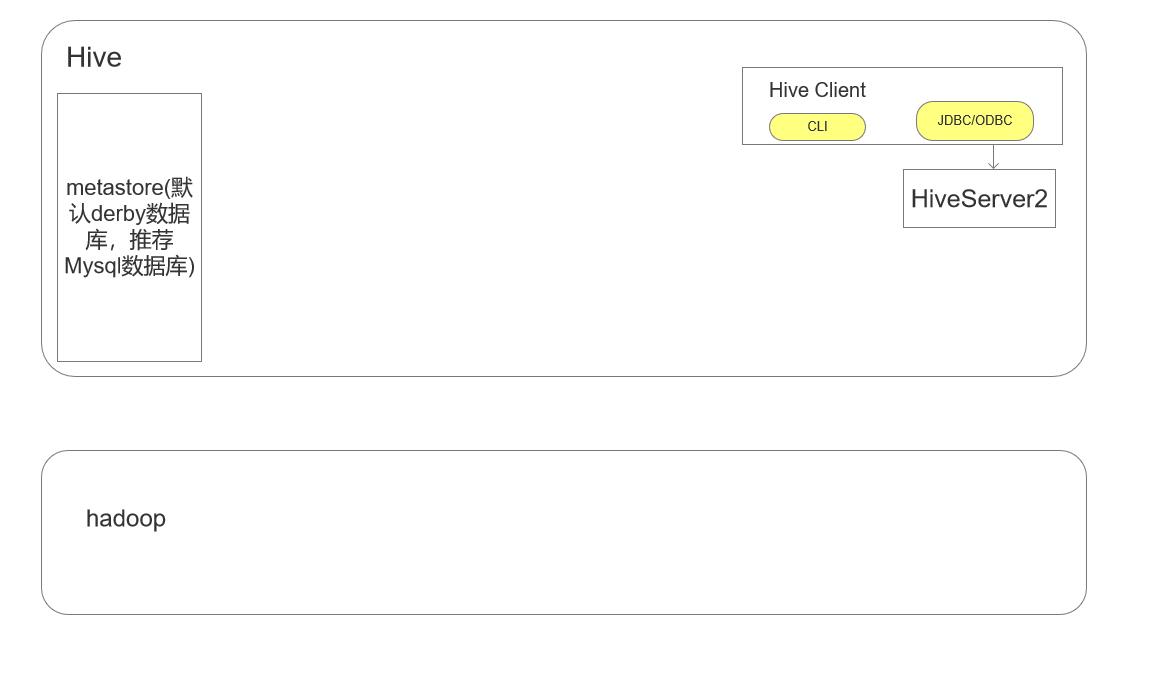 Hive
Hive Client
CLI
JDBC/ODBC
HiveServer2
metastore(默
认derby数据
库，推荐
Mysql数据库)
hadoop